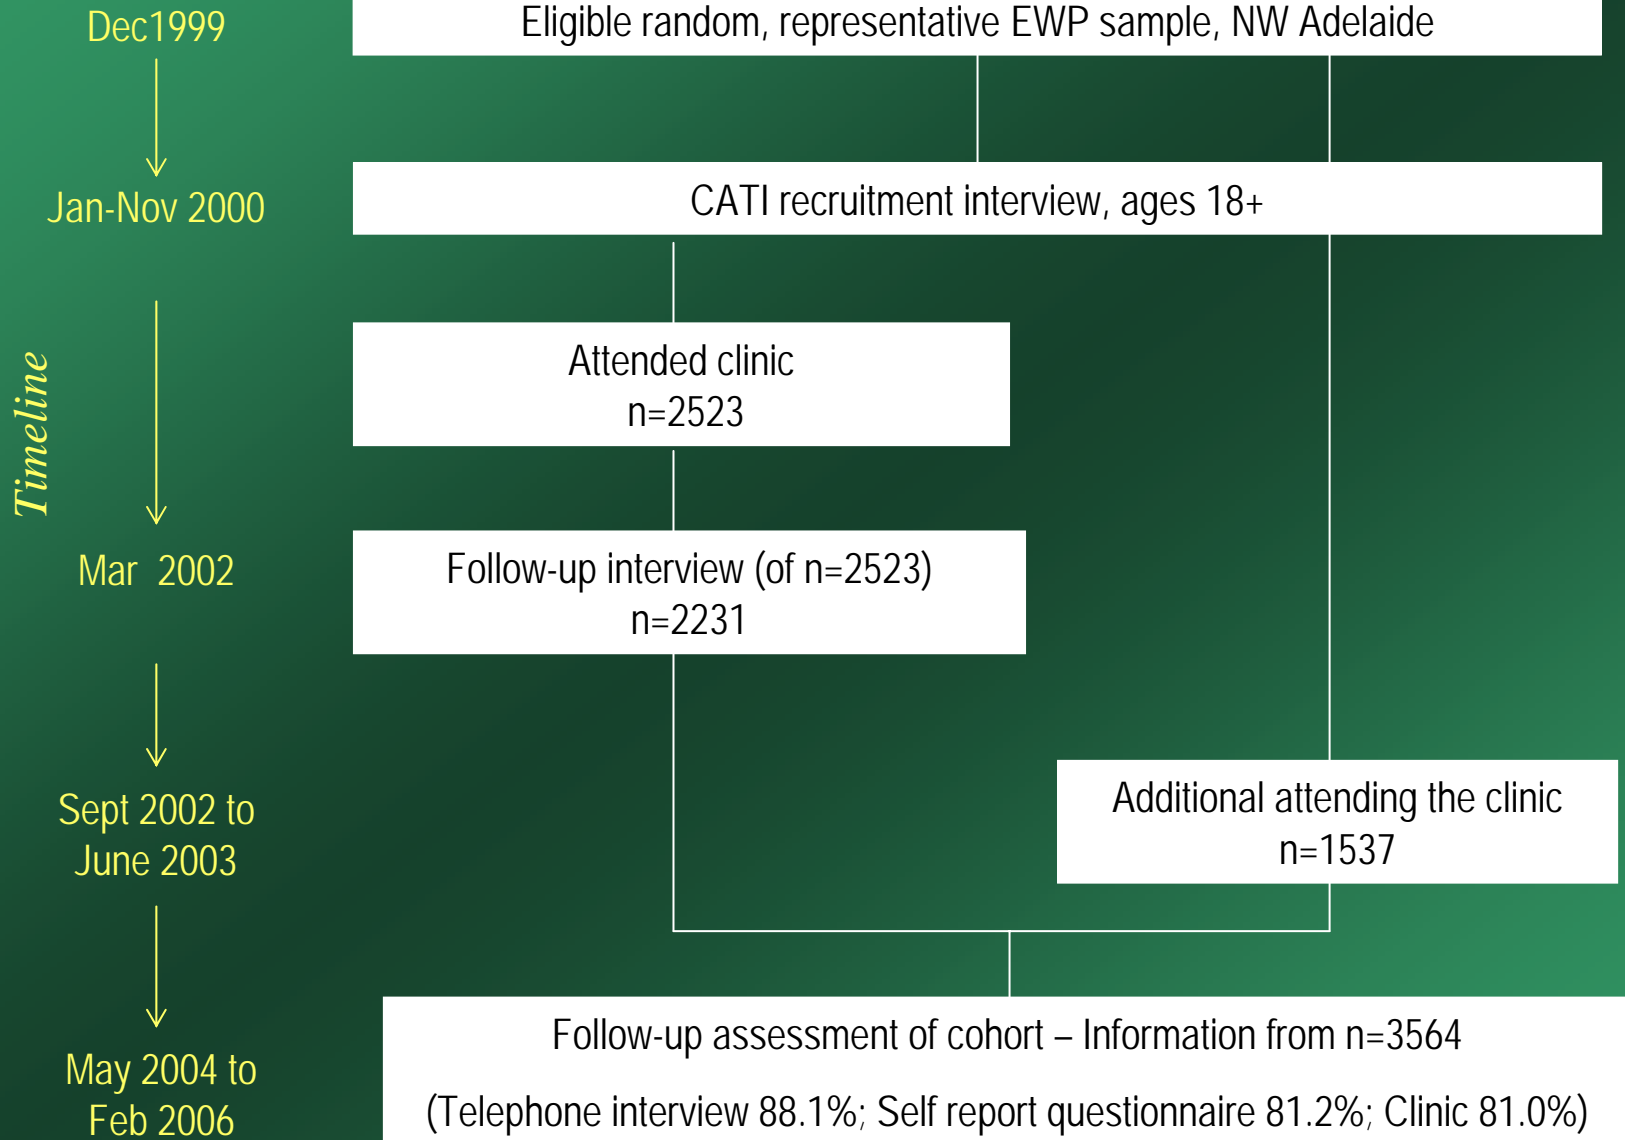 Dec1999
Eligible random, representative EWP sample, NW Adelaide
Jan-Nov 2000
CATI recruitment interview, ages 18+
Timeline
Attended clinic
n=2523
Mar 2002
Follow-up interview (of n=2523)
n=2231
Sept 2002 to
June 2003
Additional attending the clinic
n=1537
May 2004 to
Feb 2006
Follow-up assessment of cohort – Information from n=3564
(Telephone interview 88.1%; Self report questionnaire 81.2%; Clinic 81.0%)